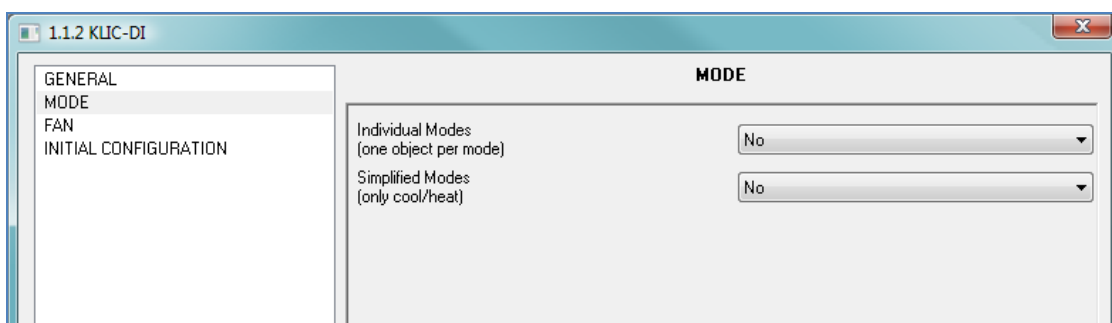 1.1.2 KLIC-DI
GENERAL
MODE
FAN
INITIAL CONFIGURATION
MODE
Individual Modes
(one object per mode)
No
Simplified Modes
(only cool/heat)
No